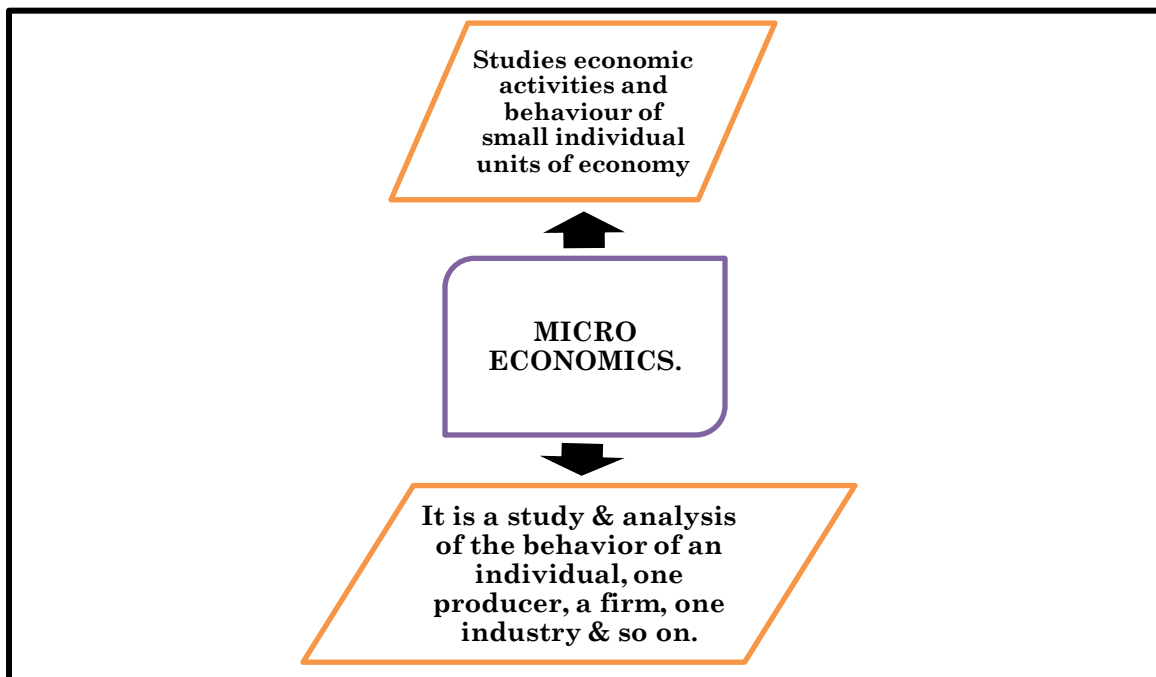 Studies economic
activities and
behaviour of
small individual
units of economy
MICRO
ECONOMICS.
It is a study & analysis
of the behavior of an
individual, one
producer, a firm, one
industry & so on.